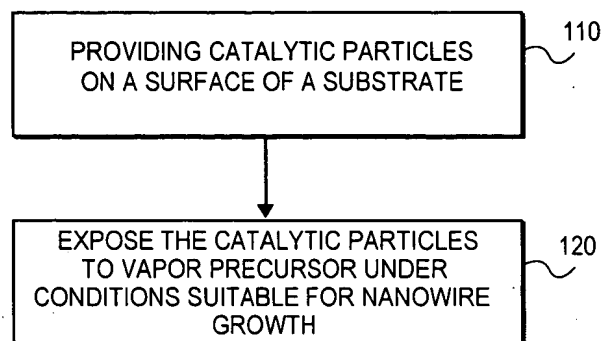 PROVIDING CATALYTIC PARTICLES
ON A SURFACE OF A SUBSTRATE
110
EXPOSE THE CATALYTIC PARTICLES
TO VAPOR PRECURSOR UNDER
CONDITIONS SUITABLE FOR NANOWIRE
GROWTH
120